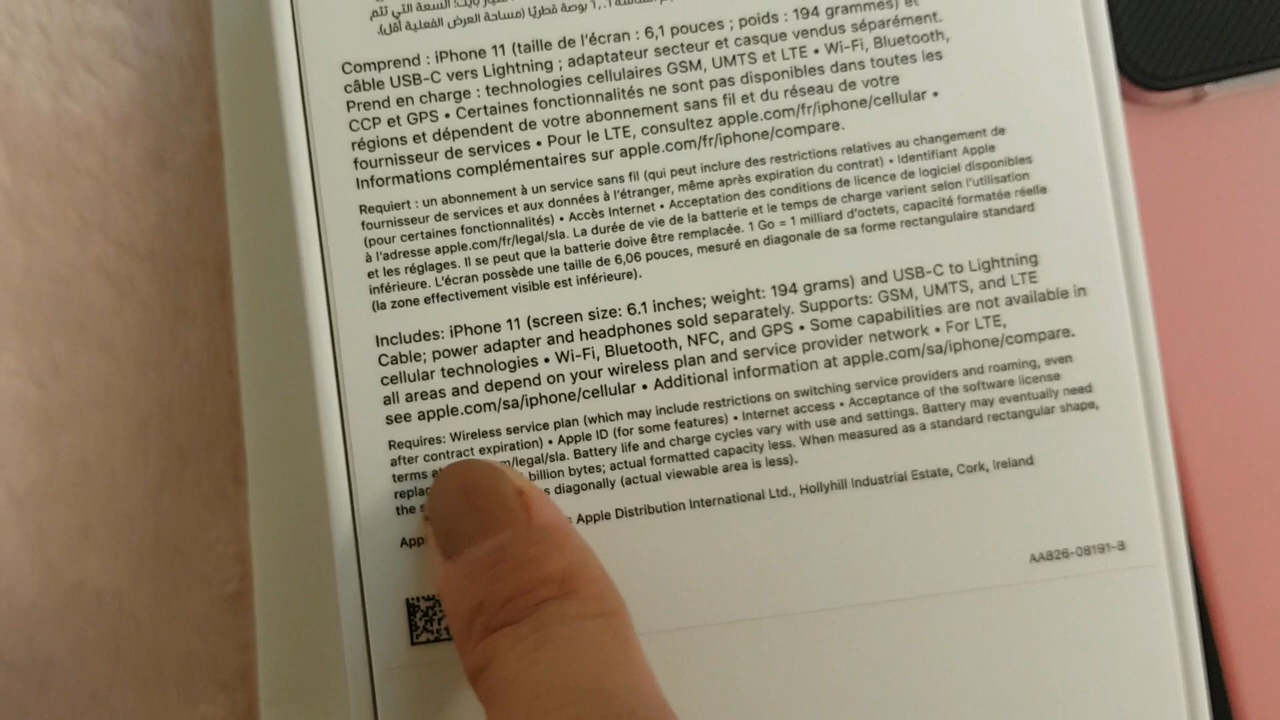 بوصة قطريًا (مساحة العرض الفعلية أقل).
Comprend : iPhone 11 (taille de l'écran : 6,1 pouces ; poids : 194 grammes) et
câble USB-C vers Lightning ; adaptateur secteur et casque vendus séparément.
Prend en charge : technologies cellulaires GSM, UMTS et LTE • Wi-Fi, Bluetooth,
CCP et GPS • Certaines fonctionnalités ne sont pas disponibles dans toutes les
régions et dépendent de votre abonnement sans fil et du réseau de votre
fournisseur de services • Pour le LTE, consultez apple.com/fr/iphone/cellular •
Informations complémentaires sur apple.com/fr/iphone/compare.
Requiert : un abonnement à un service sans fil (qui peut inclure des restrictions relatives au changement de
fournisseur de services et aux données à l'étranger, même après expiration du contrat) • Identifiant Apple
(pour certaines fonctionnalités) • Accès Internet • Acceptation des conditions de licence de logiciel disponibles
à l'adresse apple.com/fr/legal/sla. La durée de vie de la batterie et le temps de charge varient selon l'utilisation
et les réglages. Il se peut que la batterie doive être remplacée. 1 Go = 1 milliard d'octets, capacité formatée réelle
inférieure. L'écran possède une taille de 6,06 pouces, mesuré en diagonale de sa forme rectangulaire standard
(la zone effectivement visible est inférieure).
Includes: iPhone 11 (screen size: 6.1 inches; weight: 194 grams) and USB-C to Lightning
Cable; power adapter and headphones sold separately. Supports: GSM, UMTS, and LTE
cellular technologies • Wi-Fi, Bluetooth, NFC, and GPS • Some capabilities are not available in
all areas and depend on your wireless plan and service provider network • For LTE,
see apple.com/sa/iphone/cellular • Additional information at apple.com/sa/iphone/compare.
Requires: Wireless service plan (which may include restrictions on switching service providers and roaming, even
after contract expiration) • Apple ID (for some features) • Internet access • Acceptance of the software license
terms /legal/sla. Battery life and charge cycles vary with use and settings. Battery may eventually need
billion bytes; actual formatted capacity less. When measured as a standard rectangular shape,
the diagonally (actual viewable area is less).
Apple Distribution International Ltd., Hollyhill Industrial Estate, Cork, Ireland
AAB26-08191-B